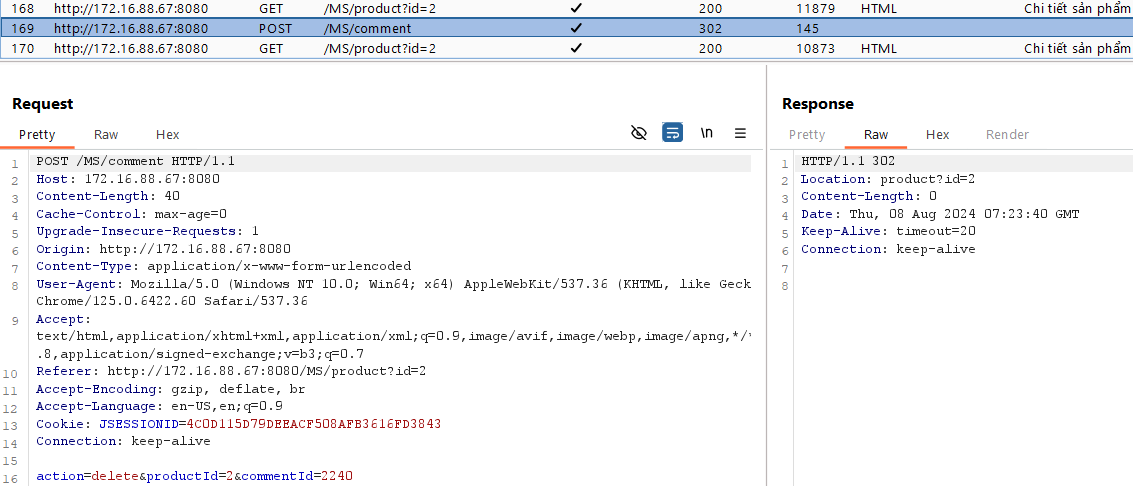 168 http://172.16.88.67:8080 GET /MS/product?id=2 ✓ 200 11879 HTML Chi tiết sản phẩm
169 http://172.16.88.67:8080 POST /MS/comment ✓ 302 145
170 http://172.16.88.67:8080 GET /MS/product?id=2 ✓ 200 10873 HTML Chi tiết sản phẩm
Request
Pretty Raw Hex \n
1 POST /MS/comment HTTP/1.1
2 Host: 172.16.88.67:8080
3 Content-Length: 40
4 Cache-Control: max-age=0
5 Upgrade-Insecure-Requests: 1
6 Origin: http://172.16.88.67:8080
7 Content-Type: application/x-www-form-urlencoded
8 User-Agent: Mozilla/5.0 (Windows NT 10.0; Win64; x64) AppleWebKit/537.36 (KHTML, like Geck
Chrome/125.0.6422.60 Safari/537.36
9 Accept:
text/html,application/xhtml+xml,application/xml;q=0.9,image/avif,image/webp,image/apng,*/
.8,application/signed-exchange;v=b3;q=0.7
10 Referer: http://172.16.88.67:8080/MS/product?id=2
11 Accept-Encoding: gzip, deflate, br
12 Accept-Language: en-US,en;q=0.9
13 Cookie: JSESSIONID=4C0D115D79DEEACF508AFB3616FD3843
14 Connection: keep-alive
15
16 action=delete&productId=2&commentId=2240
Response
Pretty Raw Hex Render
1 HTTP/1.1 302
2 Location: product?id=2
3 Content-Length: 0
4 Date: Thu, 08 Aug 2024 07:23:40 GMT
5 Keep-Alive: timeout=20
6 Connection: keep-alive
7
8